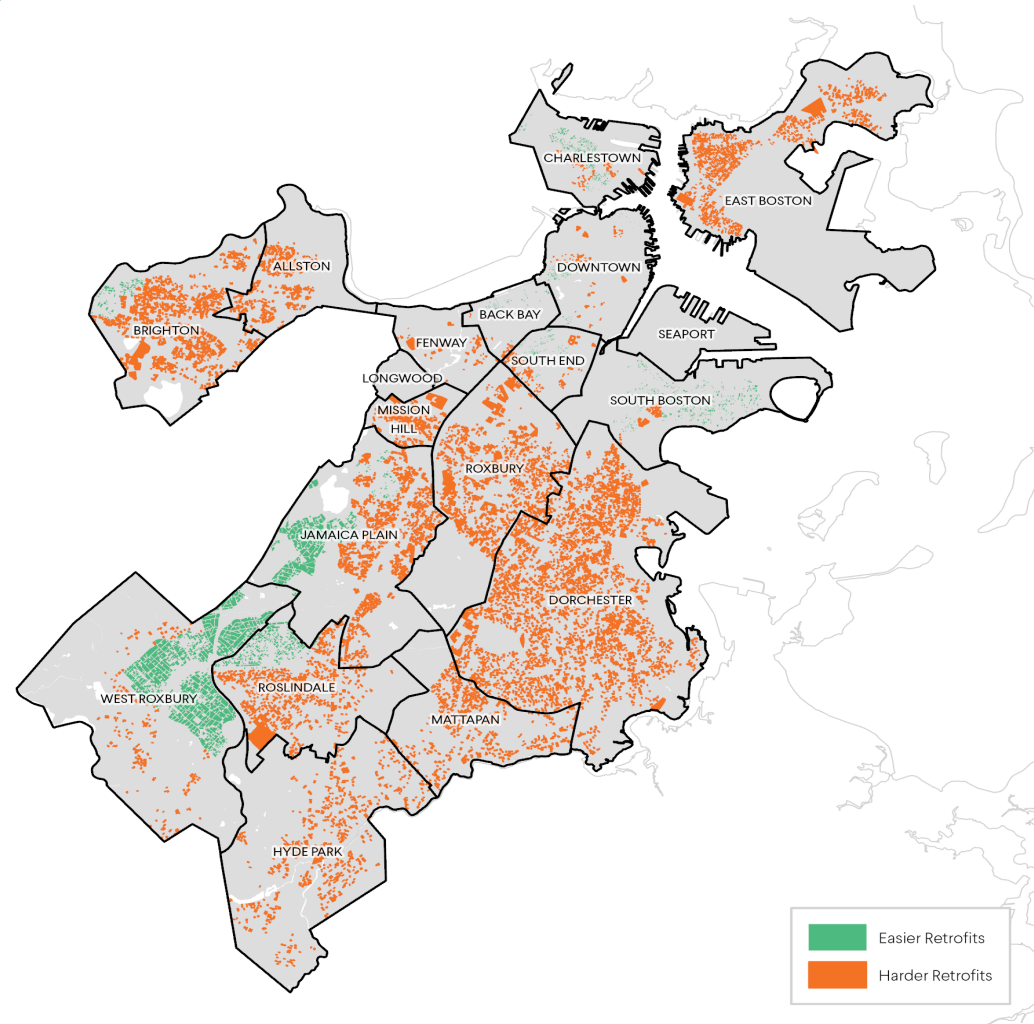 CHARLESTOWN
EAST BOSTON
ALLSTON
DOWNTOWN
BACK BAY
BRIGHTON
SEAPORT
FENWAY
SOUTH END
LONGWOOD
SOUTH BOSTON
MISSION
HILL
ROXBURY
JAMAICA PLAIN
DORCHESTER
ROSLINDALE
WEST ROXBURY
MATTAPAN
HYDE PARK
Easier Retrofits
Harder Retrofits